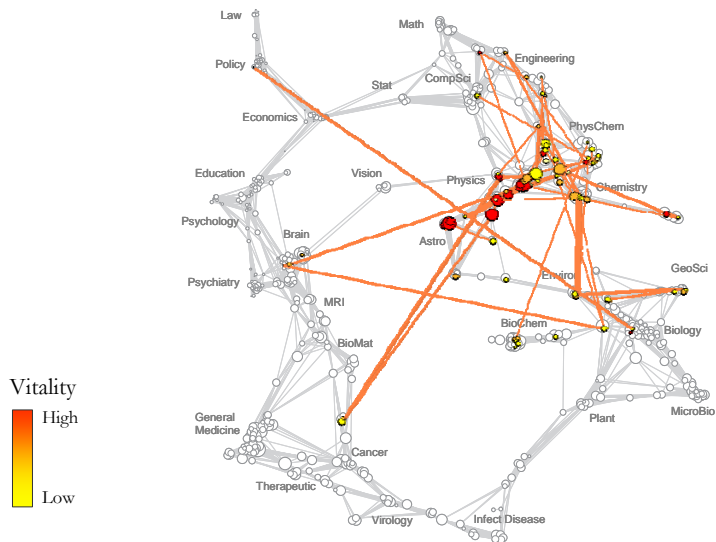 Law
Math
Policy
Engineering
CompSci
Stat
Economics
PhysChem
Education
Vision
Physics
Chemistry
Psychology
Brain
Astro
Psychiatry
Enviro
GeoSci
MRI
BioChem
Biology
BioMat
Vitality
High
Low
General
Medicine
Plant
MicroBio
Cancer
Therapeutic
Virology
Infect Disease